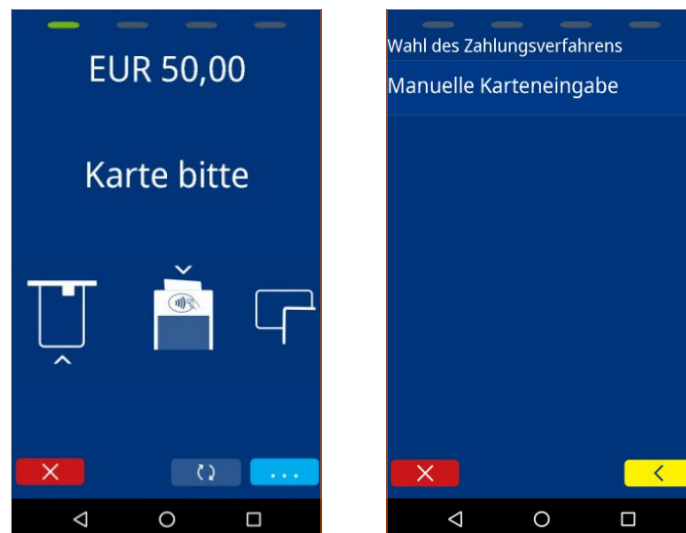 EUR 50,00
Karte bitte
Wahl des Zahlungsverfahrens
Manuelle Karteneingabe